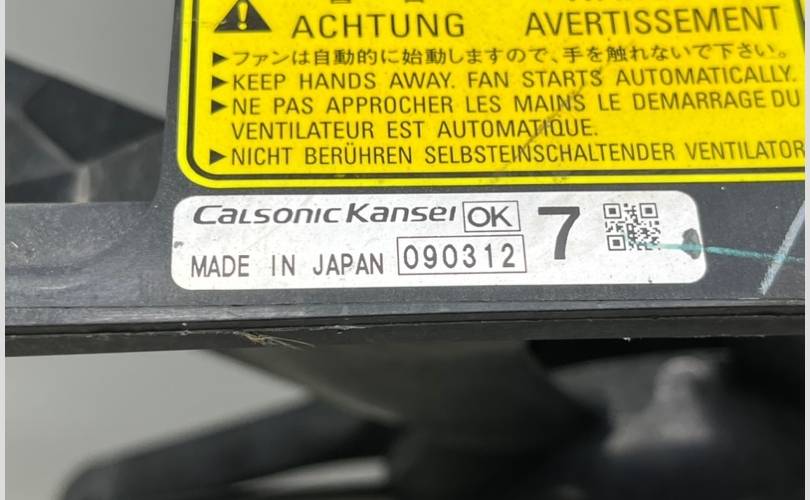 ACHTUNG AVERTISSEMENT
▶ファンは自動的に始動しますので、手を触れないで下さい。
▶KEEP HANDS AWAY. FAN STARTS AUTOMATICALLY.
▶NE PAS APPROCHER LES MAINS LE DEMARRAGE DU
VENTILATEUR EST AUTOMATIQUE.
▶NICHT BERÜHREN SELBSTEINSCHALTENDER VENTILATOR
CALSONIC KANSEI OK 7
MADE IN JAPAN 090312